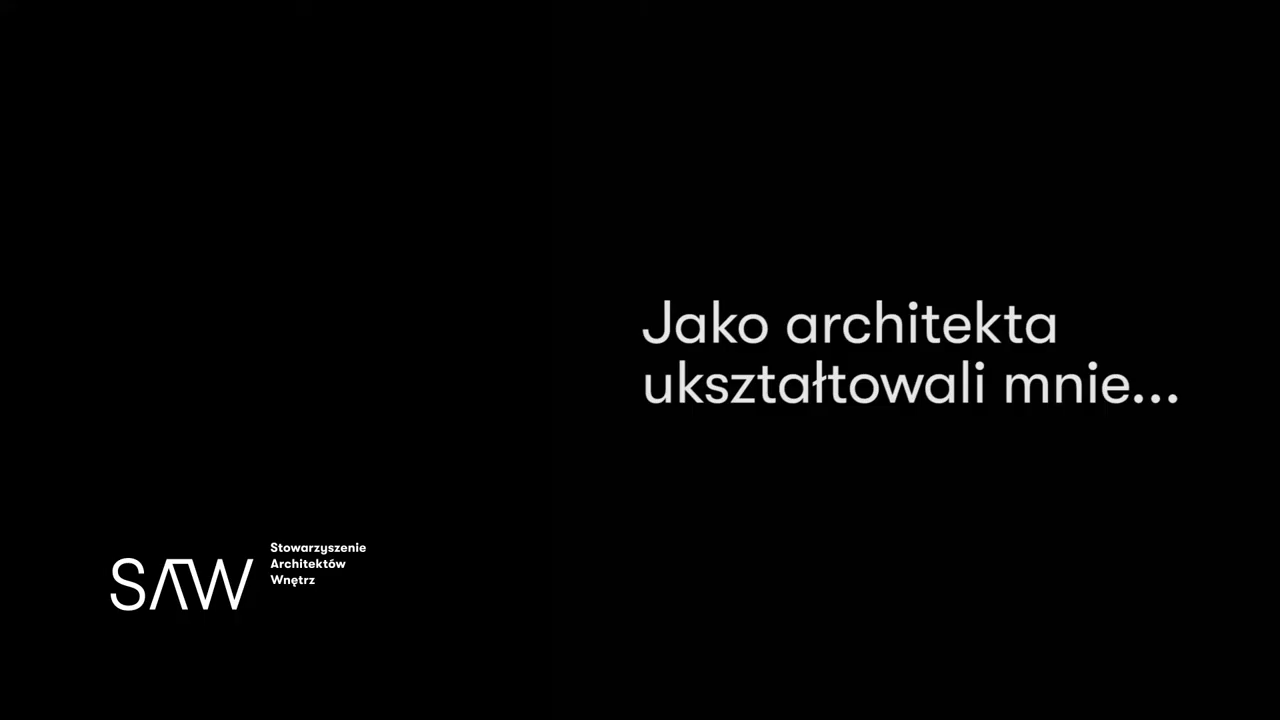 Jako architekta
ukształtowali mnie...
SAW
Stowarzyszenie
Architektów
Wnętrz